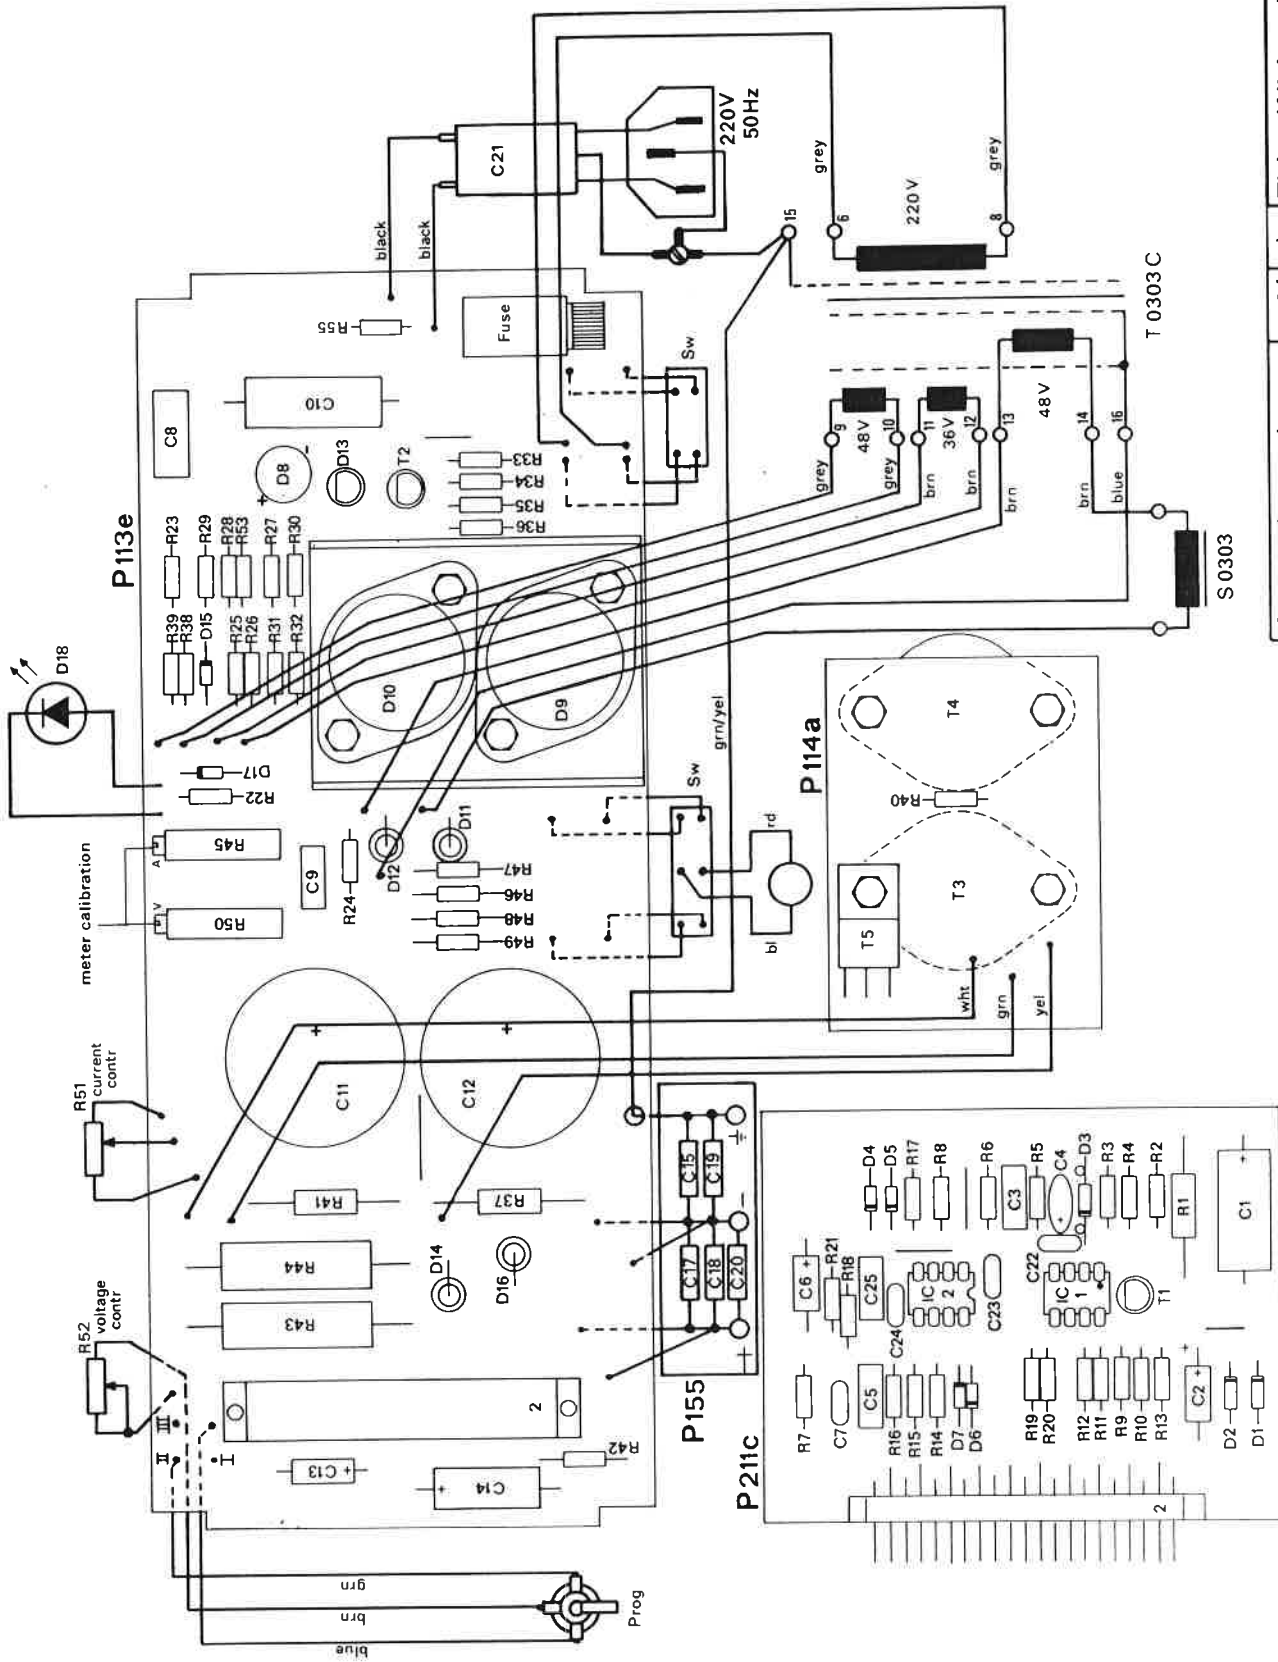 P113e
C8
R55
black
black
C21
220V
50Hz
C10
Fuse
D8
+
-
D13
T2
R33
R34
R35
R36
Sw
R23
R29
R28
R53
R27
R30
R39
R38
D15
R25
R26
R31
R32
D18
D10
D9
D17
R22
meter calibration
A
R45
V
R50
C9
R24
D12
D11
R47
R46
R48
R49
Sw
rd
bl
grn/yel
R51
current
contr
C11
+
C12
+
R41
R37
R52
voltage
contr
R44
R43
D14
D16
III
II
I
2
+ C13
+ C14
R42
grn
brn
blue
Prog
P155
C15
C19
C17
C18
C20
+
-
15
grey
6
220V
grey
8
T 0303 C
grey
9
48V
grey
10
11
brn
36V
brn
12
13
brn
48V
brn
14
blue
16
S 0303
P114a
T4
R40
T3
T5
wht
grn
yel
P211c
D4
D5
R17
R8
R6
C3
R5
C4
+
D3
R3
R4
R2
R1
C1
+
C6 +
R21
R18
C25
C24
IC
2
C23
C22
IC
1
T1
R7
C7
C5
R16
R15
R14
D7
D6
R19
R20
R12
R11
R9
R10
R13
C2 +
+
D2
D1
2